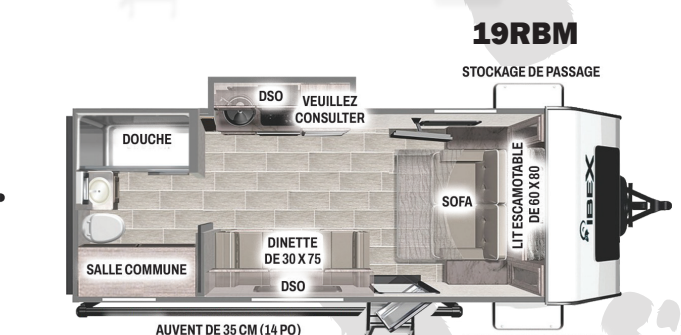 19RBM
STOCKAGE DE PASSAGE
DSO
VEUILLEZ
CONSULTER
DOUCHE
SOFA
LIT ESCAMOTABLE
DE 60 X 80
IBEX
DINETTE
DE 30 X 75
SALLE COMMUNE
DSO
AUVENT DE 35 CM (14 PO)